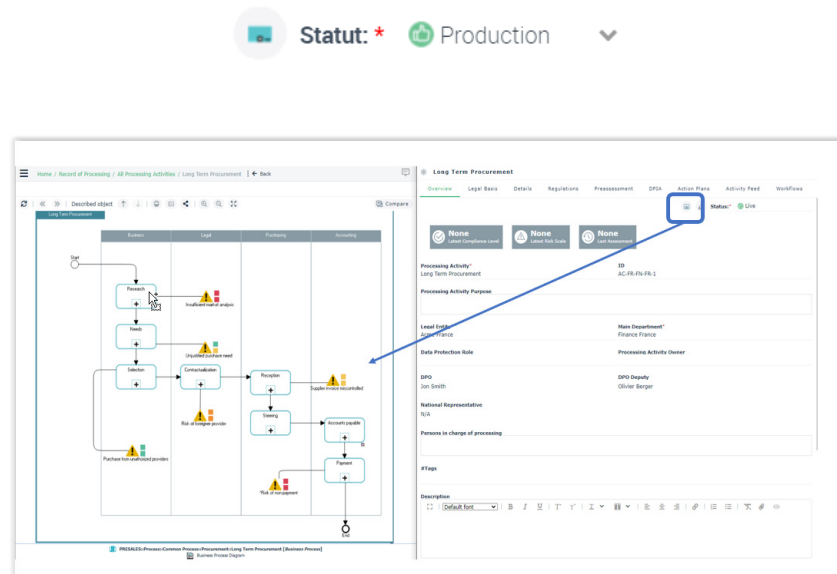 Statut: * Production
Home / Record of Processing / All Processing Activities / Long Term Procurement Back
Described object
Compare
Long Term Procurement
Business Legal Purchasing Accounting
Start
Research
Insufficient market analysis
Needs
Unjustified purchase need
Selection
Contractualization
Reception
Supplier invoice miscontrolled
Risk of foreigner provider
Steering
Accounts payable
Purchase from unauthorized providers
Payment
*Risk of non-payment
End
PRESALES::Process::Common Process::Procurement::Long Term Procurement [Business Process]
Business Process Diagram
Long Term Procurement
Overview Legal Basis Details Regulations Preassessment DPIA Action Plans Activity Feed Workflows
Status:* Live
None
Latest Compliance Level
None
Latest Risk Scale
None
Last Assessment
Processing Activity* ID
Long Term Procurement AC-FR-FN-FR-1
Processing Activity Purpose
Legal Entity Main Department*
Acme France Finance France
Data Protection Role Processing Activity Owner
DPO DPO Deputy
Jon Smith Olivier Berger
National Representative
N/A
Persons in charge of processing
#Tags
Description
Default font B I U